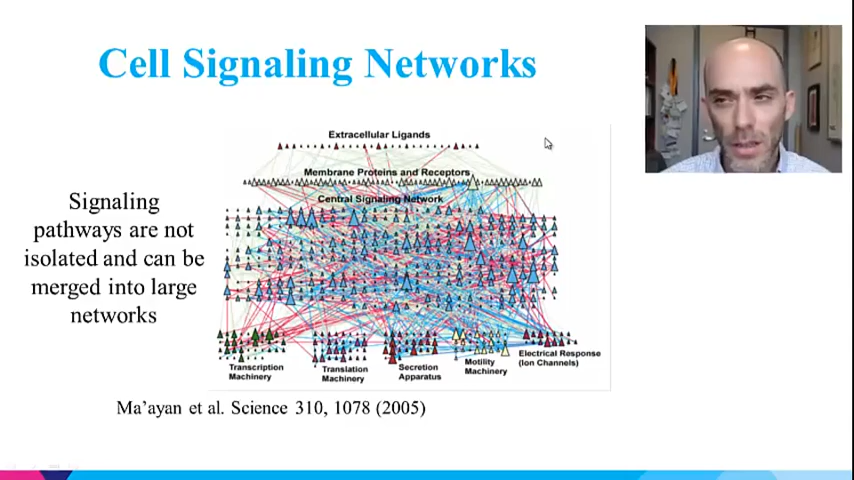 Cell Signaling Networks
Signaling
pathways are not
isolated and can be
merged into large
networks
Extracellular Ligands
Membrane Proteins and Receptors
Central Signaling Network
Transcription
Machinery
Translation
Machinery
Secretion
Apparatus
Motility
Machinery
Electrical Response
(Ion Channels)
Ma’ayan et al. Science 310, 1078 (2005)